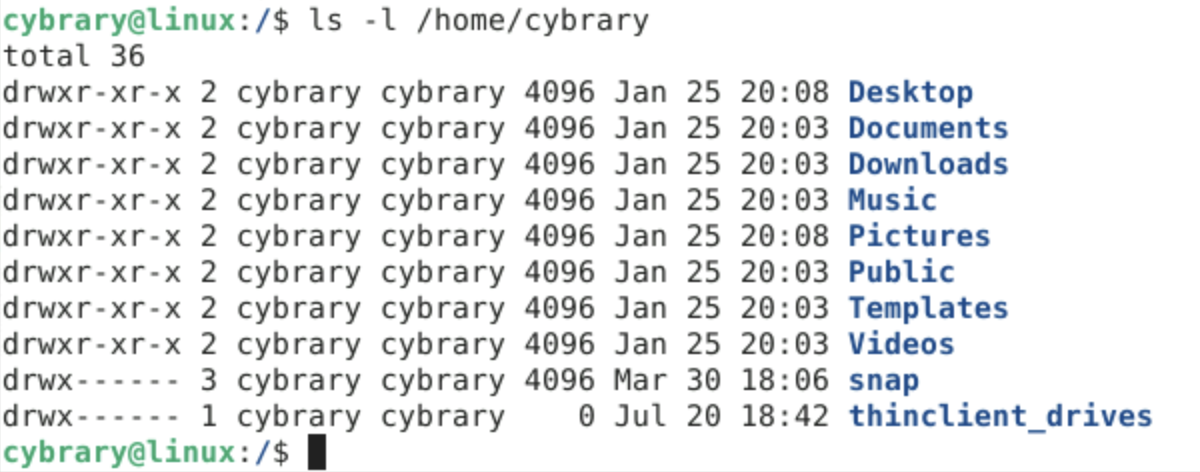 cybrary@linux:/$ ls -l /home/cybrary
total 36
drwxr-xr-x 2 cybrary cybrary 4096 Jan 25 20:08 Desktop
drwxr-xr-x 2 cybrary cybrary 4096 Jan 25 20:03 Documents
drwxr-xr-x 2 cybrary cybrary 4096 Jan 25 20:03 Downloads
drwxr-xr-x 2 cybrary cybrary 4096 Jan 25 20:03 Music
drwxr-xr-x 2 cybrary cybrary 4096 Jan 25 20:08 Pictures
drwxr-xr-x 2 cybrary cybrary 4096 Jan 25 20:03 Public
drwxr-xr-x 2 cybrary cybrary 4096 Jan 25 20:03 Templates
drwxr-xr-x 2 cybrary cybrary 4096 Jan 25 20:03 Videos
drwx------ 3 cybrary cybrary 4096 Mar 30 18:06 snap
drwx------ 1 cybrary cybrary    0 Jul 20 18:42 thinclient_drives
cybrary@linux:/$